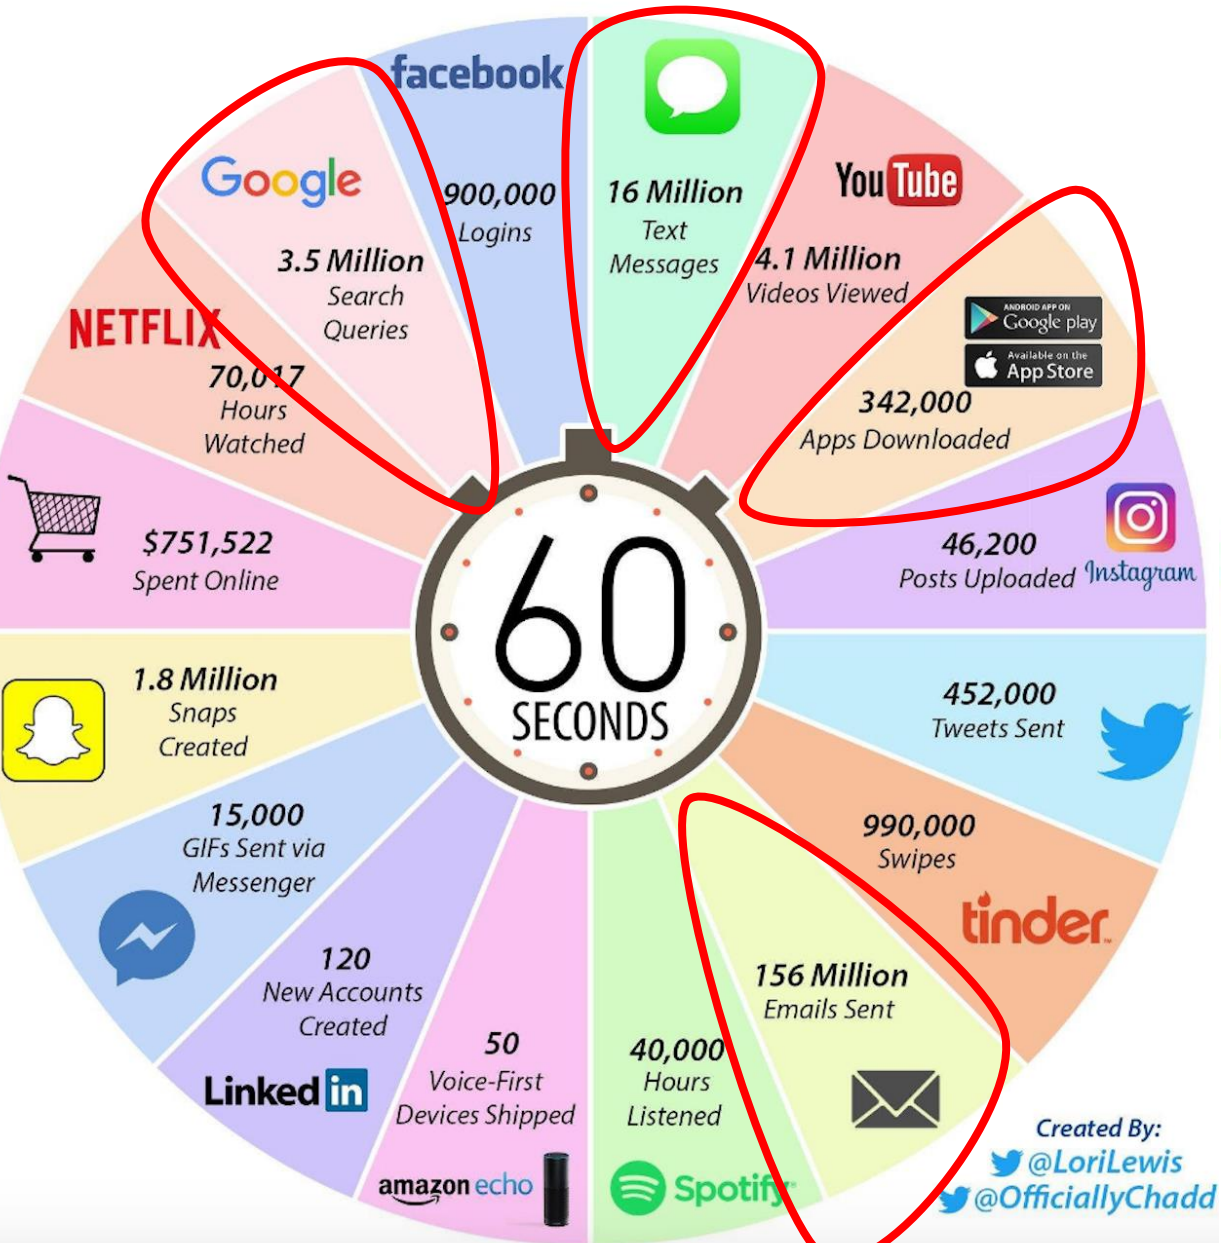 facebook
900,000
Logins
16 Million
Text
Messages
YouTube
4.1 Million
Videos Viewed
ANDROID APP ON
Google play
Available on the
App Store
342,000
Apps Downloaded
46,200
Posts Uploaded
Instagram
452,000
Tweets Sent
990,000
Swipes
tinder
156 Million
Emails Sent
40,000
Hours
Listened
Spotify
50
Voice-First
Devices Shipped
amazon echo
120
New Accounts
Created
Linked in
15,000
GIFs Sent via
Messenger
1.8 Million
Snaps
Created
$751,522
Spent Online
NETFLIX
70,017
Hours
Watched
Google
3.5 Million
Search
Queries
60
SECONDS
Created By:
@LoriLewis
@OfficiallyChadd